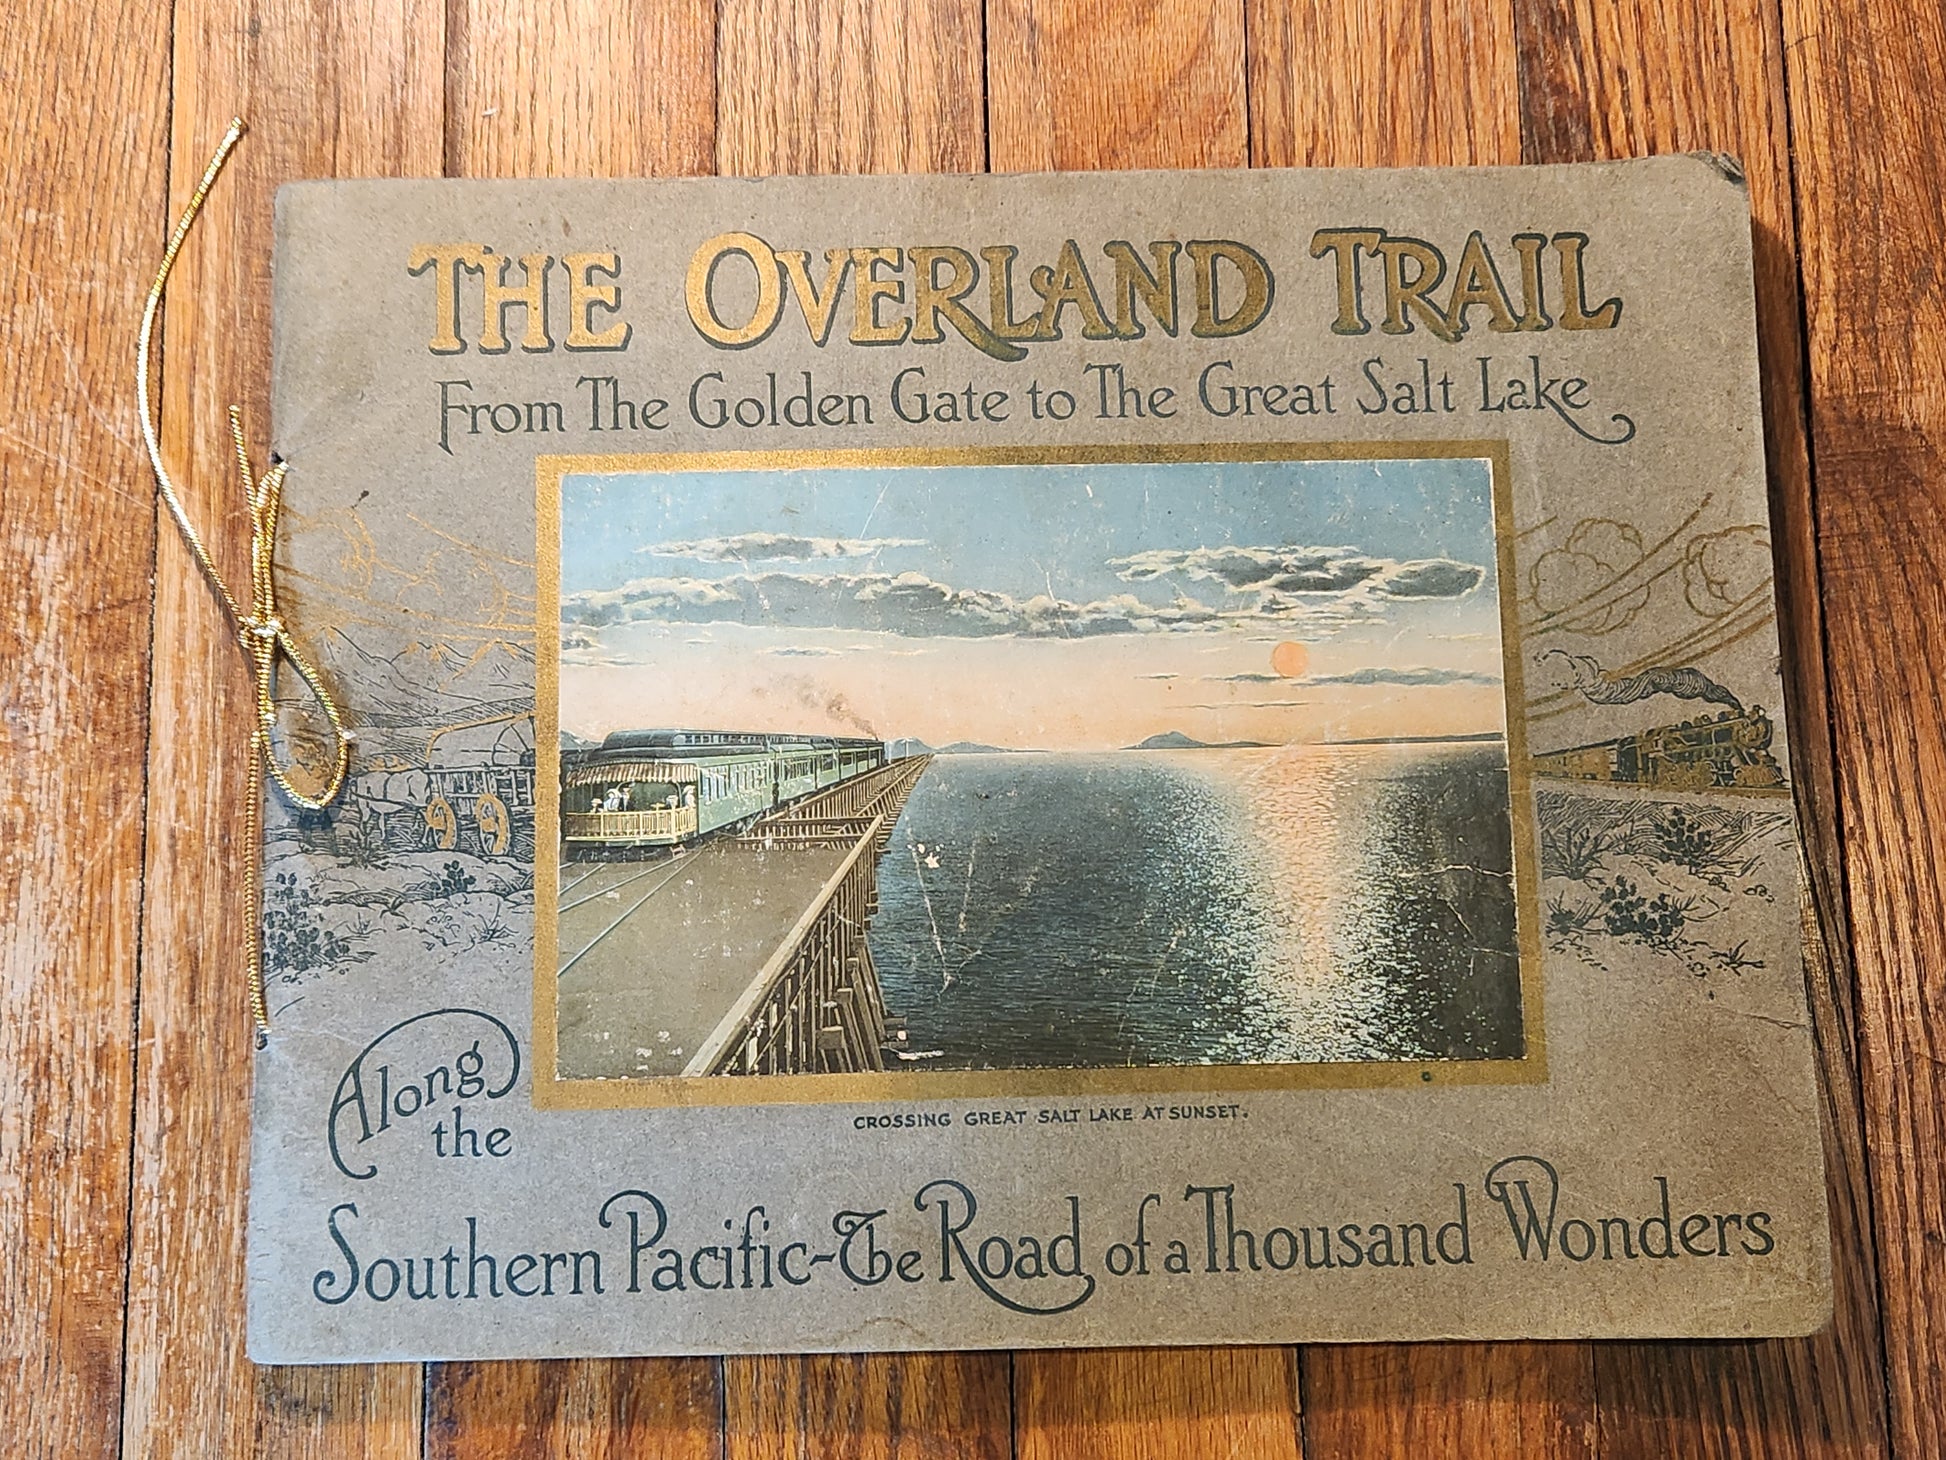 THE OVERLAND TRAIL
From The Golden Gate to The Great Salt Lake
CROSSING GREAT SALT LAKE AT SUNSET.
Along
the
Southern Pacific-The Road of a Thousand Wonders